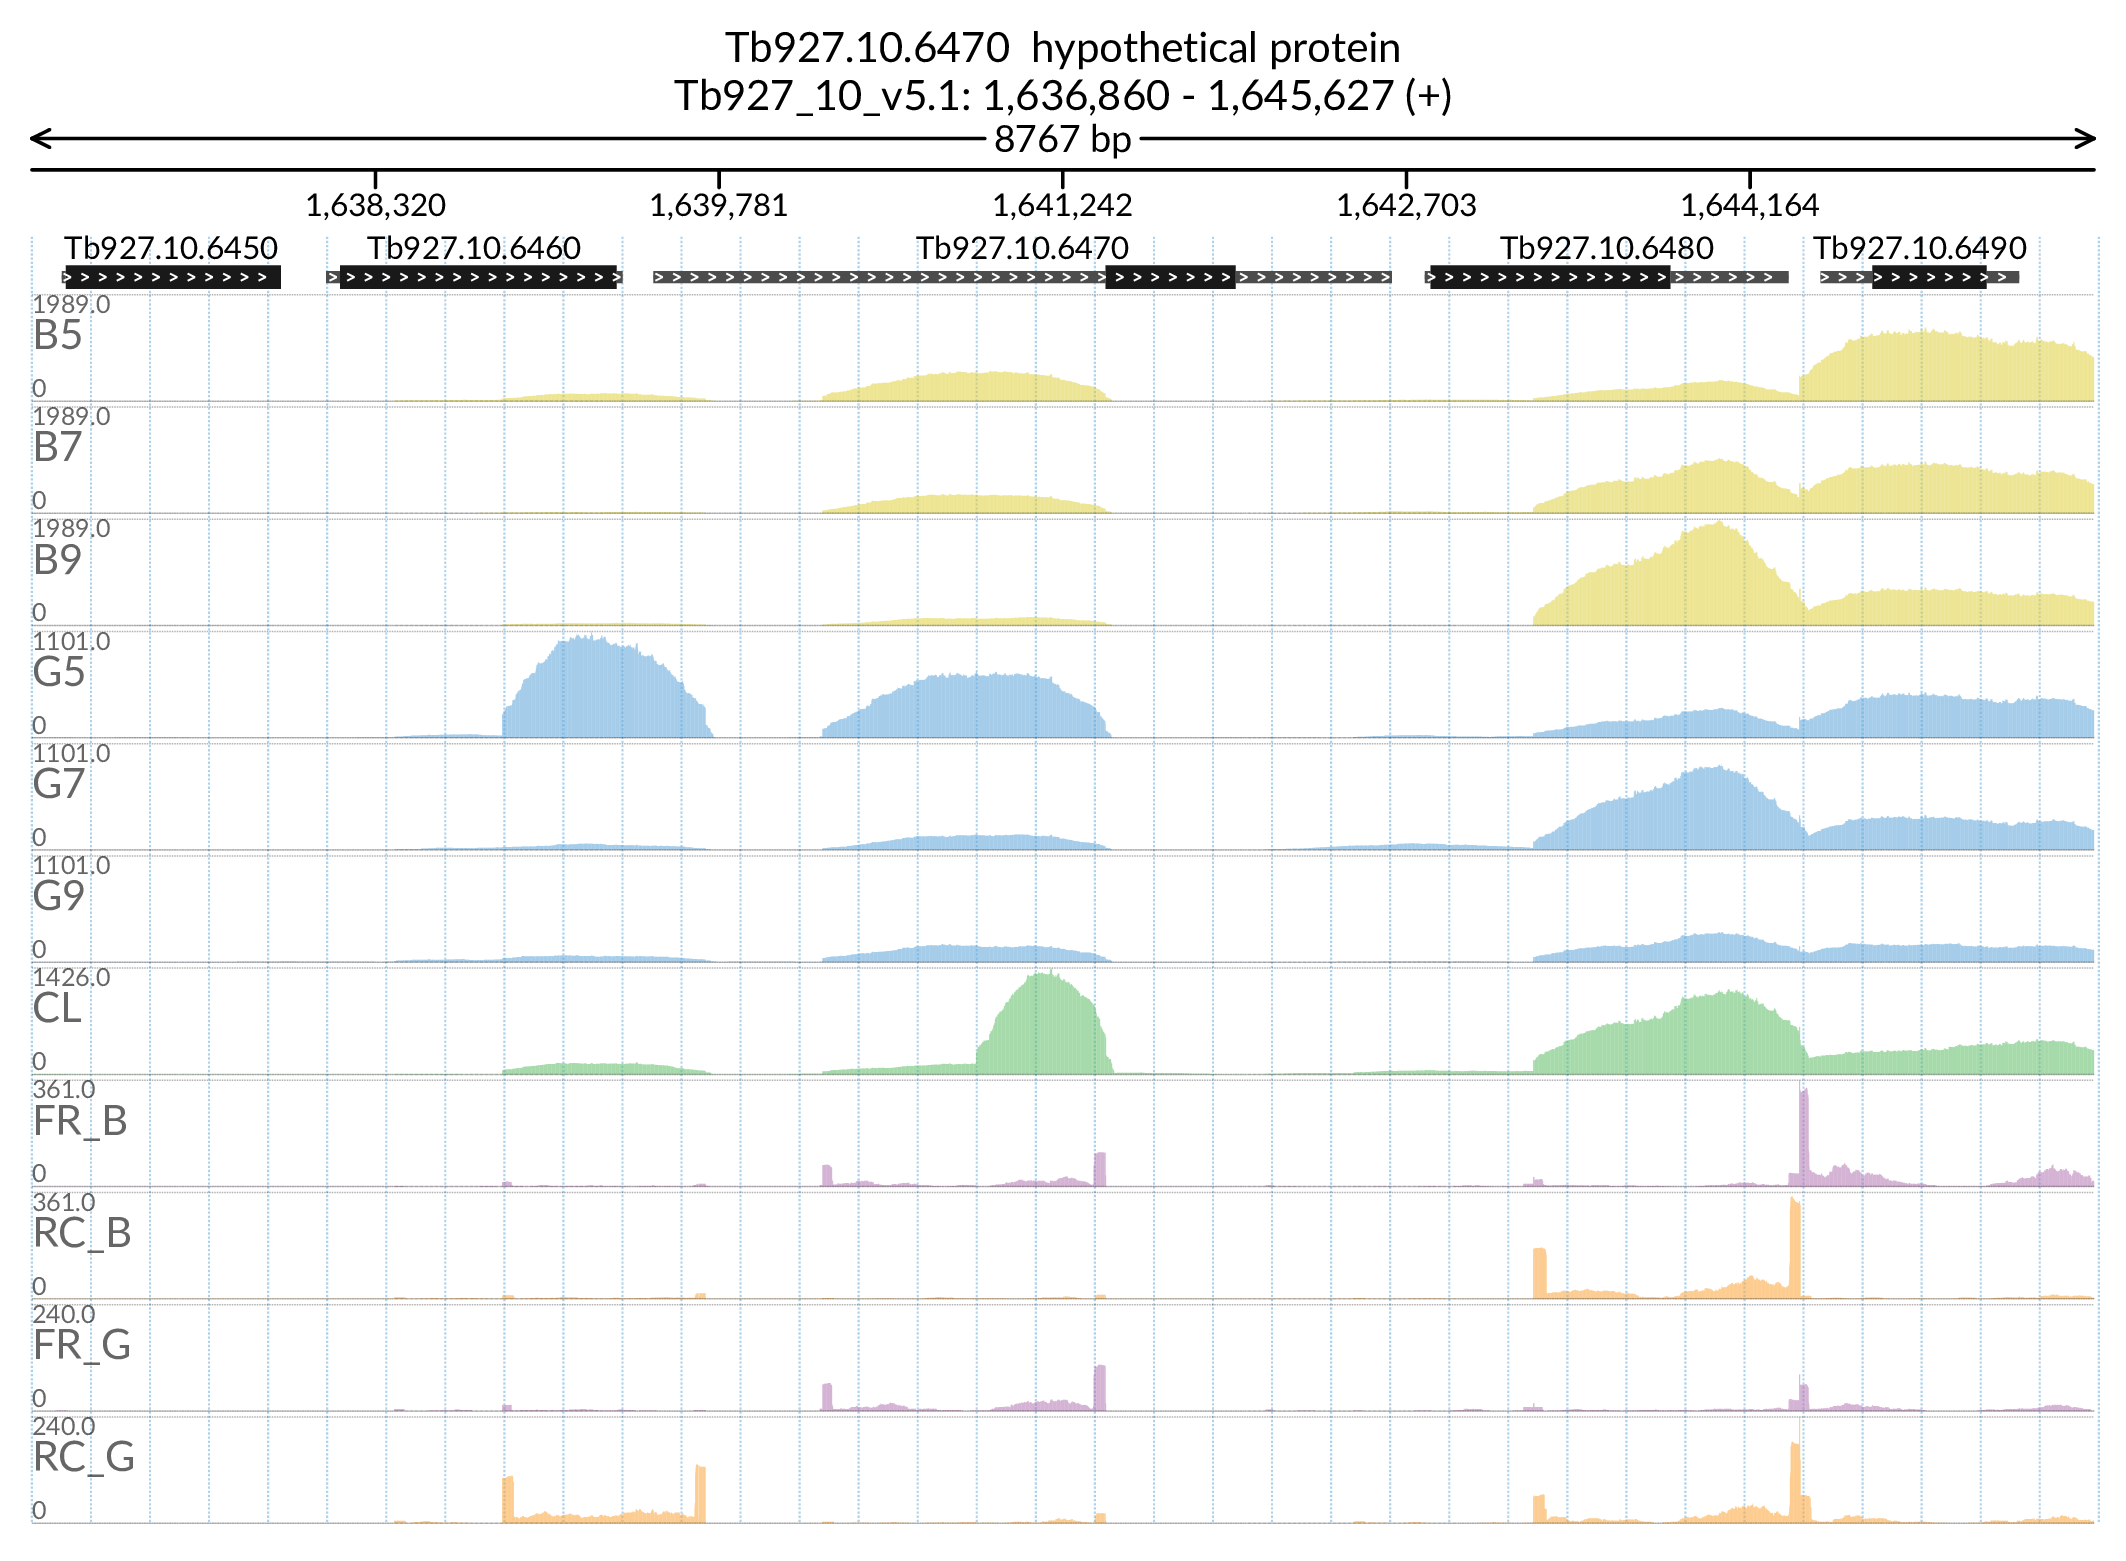 Tb927.10.6470 hypothetical protein
Tb927_10_v5.1: 1,636,860 - 1,645,627 (+)
8767 bp
1,638,320 1,639,781 1,641,242 1,642,703 1,644,164
Tb927.10.6450 Tb927.10.6460 Tb927.10.6470 Tb927.10.6480 Tb927.10.6490
1989.0
B5
0
1989.0
B7
0
1989.0
B9
0
1101.0
G5
0
1101.0
G7
0
1101.0
G9
0
1426.0
CL
0
361.0
FR_B
0
361.0
RC_B
0
240.0
FR_G
0
240.0
RC_G
0